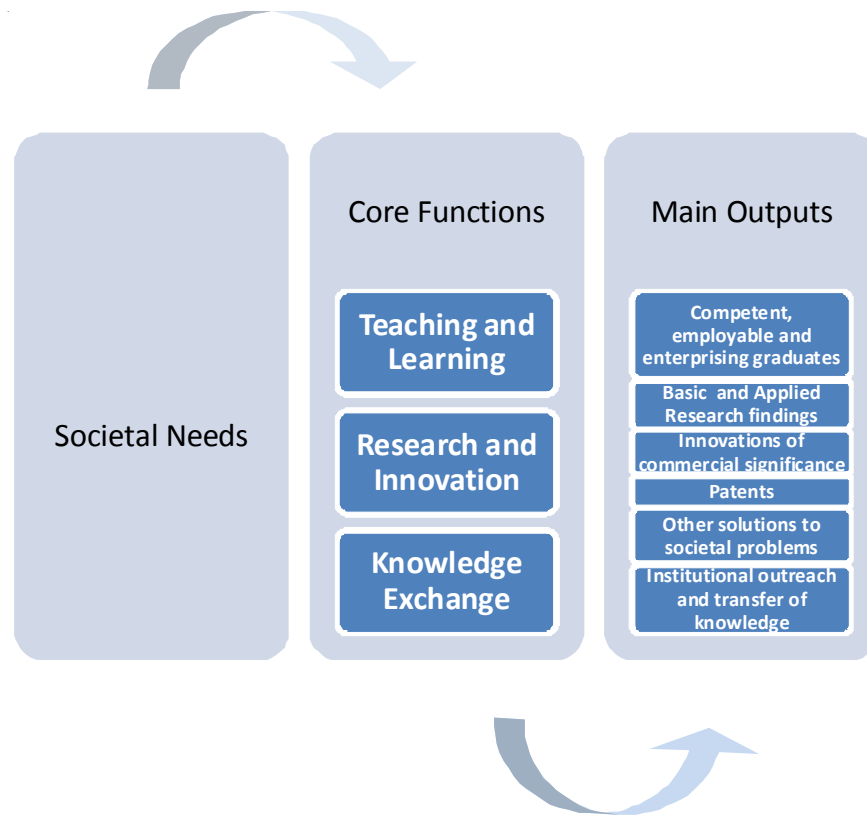 Societal Needs
Core Functions
Teaching and
Learning
Research and
Innovation
Knowledge
Exchange
Main Outputs
Competent,
employable and
enterprising graduates
Basic and Applied
Research findings
Innovations of
commercial significance
Patents
Other solutions to
societal problems
Institutional outreach
and transfer of
knowledge